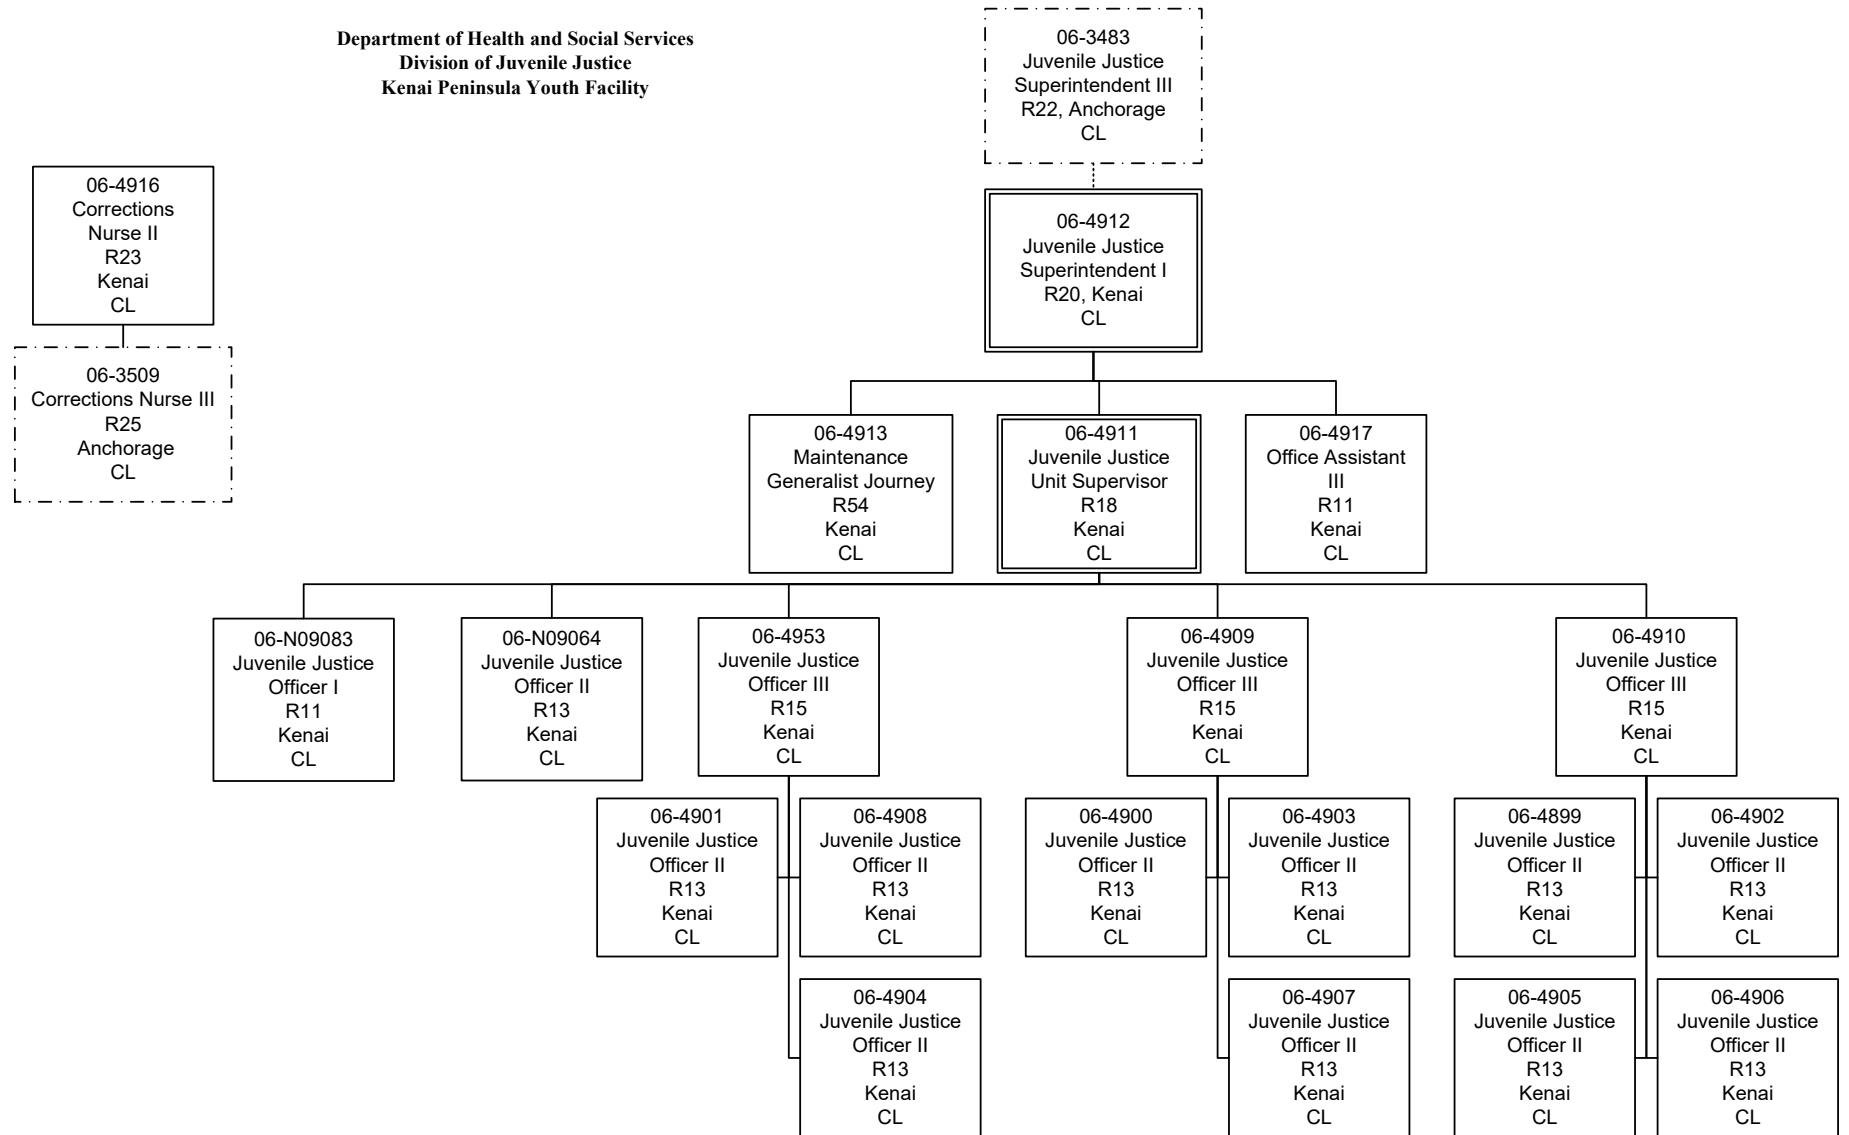 Department of Health and Social Services
Division of Juvenile Justice
Kenai Peninsula Youth Facility
06-3483
Juvenile Justice
Superintendent III
R22, Anchorage
CL
06-4916
Corrections
Nurse II
R23
Kenai
CL
06-4912
Juvenile Justice
Superintendent I
R20, Kenai
CL
06-3509
Corrections Nurse III
R25
Anchorage
CL
06-4913
Maintenance
Generalist Journey
R54
Kenai
CL
06-4911
Juvenile Justice
Unit Supervisor
R18
Kenai
CL
06-4917
Office Assistant
III
R11
Kenai
CL
06-N09083
Juvenile Justice
Officer I
R11
Kenai
CL
06-N09064
Juvenile Justice
Officer II
R13
Kenai
CL
06-4953
Juvenile Justice
Officer III
R15
Kenai
CL
06-4909
Juvenile Justice
Officer III
R15
Kenai
CL
06-4910
Juvenile Justice
Officer III
R15
Kenai
CL
06-4901
Juvenile Justice
Officer II
R13
Kenai
CL
06-4908
Juvenile Justice
Officer II
R13
Kenai
CL
06-4900
Juvenile Justice
Officer II
R13
Kenai
CL
06-4903
Juvenile Justice
Officer II
R13
Kenai
CL
06-4899
Juvenile Justice
Officer II
R13
Kenai
CL
06-4902
Juvenile Justice
Officer II
R13
Kenai
CL
06-4904
Juvenile Justice
Officer II
R13
Kenai
CL
06-4907
Juvenile Justice
Officer II
R13
Kenai
CL
06-4905
Juvenile Justice
Officer II
R13
Kenai
CL
06-4906
Juvenile Justice
Officer II
R13
Kenai
CL